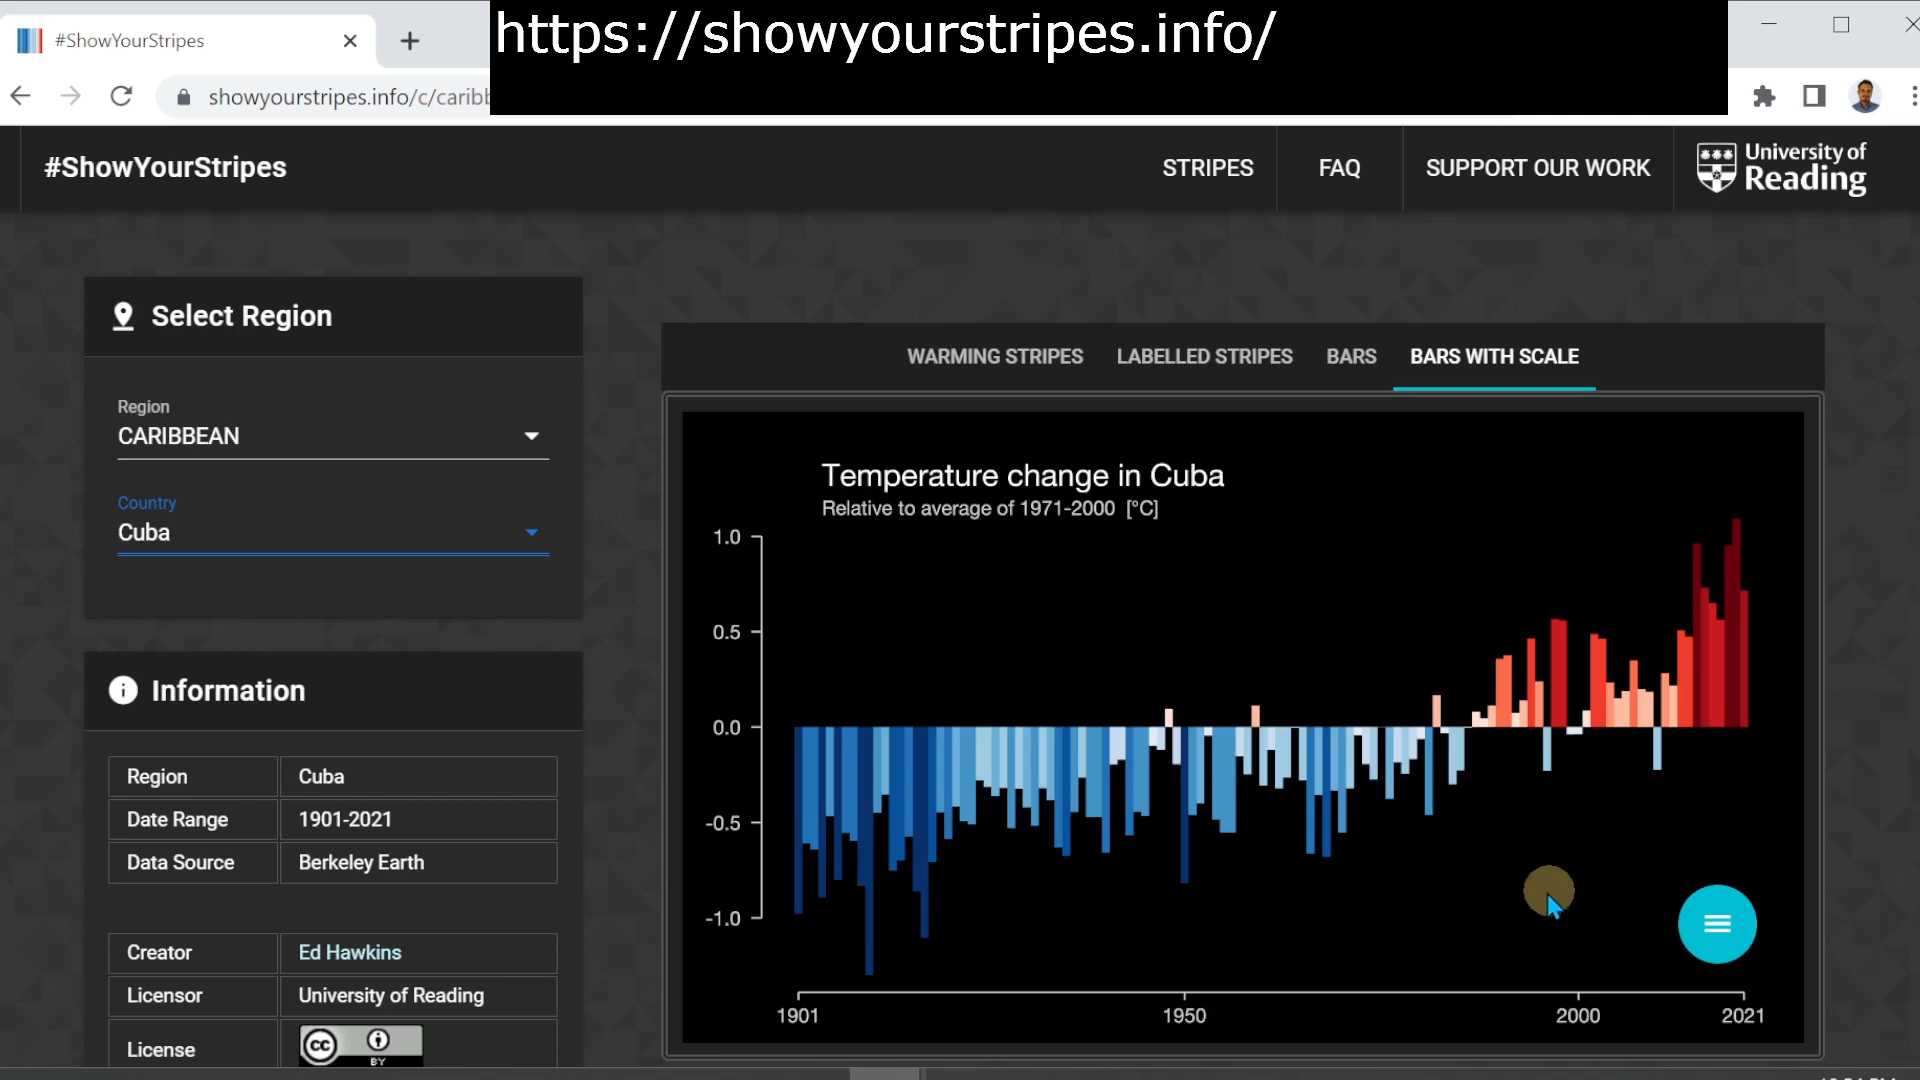 #ShowYourStripes
https://showyourstripes.info/
showyourstripes.info/c/caribb
#ShowYourStripes
STRIPES
FAQ
SUPPORT OUR WORK
University of
Reading
Select Region
Region
CARIBBEAN
Country
Cuba
Information
Region
Cuba
Date Range
1901-2021
Data Source
Berkeley Earth
Creator
Ed Hawkins
Licensor
University of Reading
License
cc
BY
WARMING STRIPES
LABELLED STRIPES
BARS
BARS WITH SCALE
Temperature change in Cuba
Relative to average of 1971-2000 [°C]
1.0
0.5
0.0
-0.5
-1.0
1901
1950
2000
2021